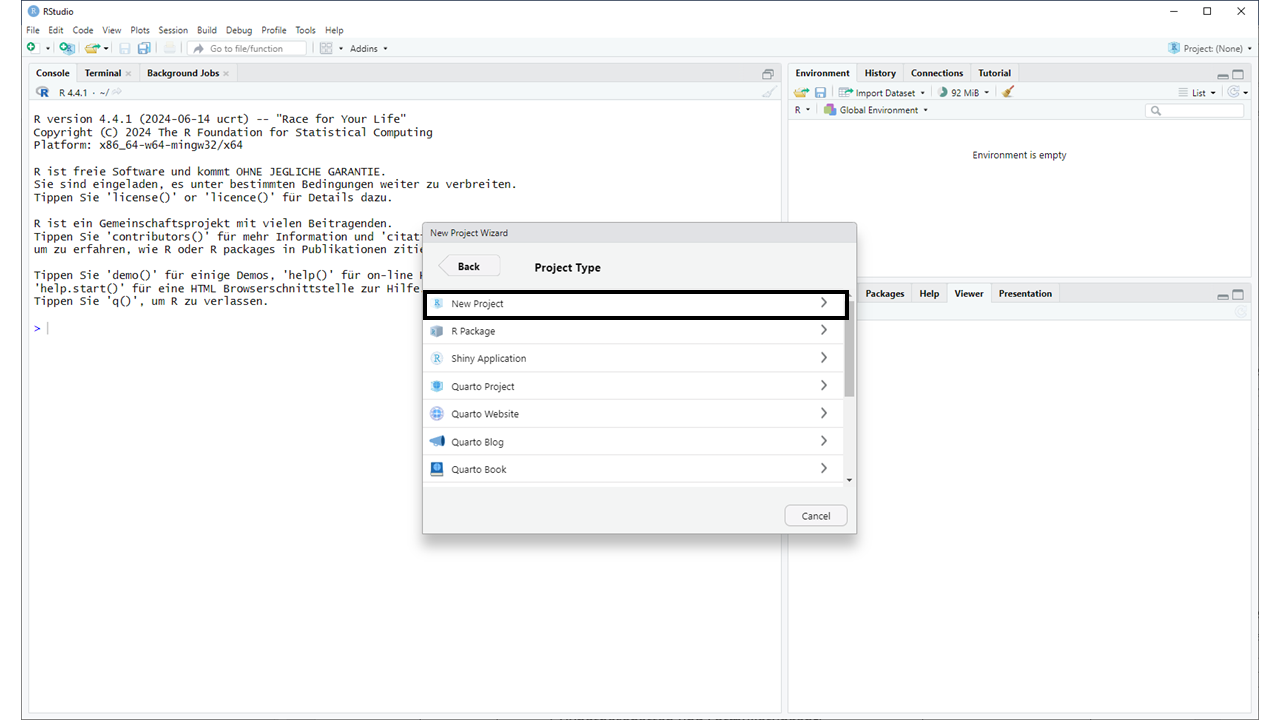 RStudio
File Edit Code View Plots Session Build Debug Profile Tools Help
Go to file/function Addins Project: (None)
Console Terminal Background Jobs
R 4.4.1 · ~/
R version 4.4.1 (2024-06-14 ucrt) -- "Race for Your Life"
Copyright (C) 2024 The R Foundation for Statistical Computing
Platform: x86_64-w64-mingw32/x64
R ist freie Software und kommt OHNE JEGLICHE GARANTIE.
Sie sind eingeladen, es unter bestimmten Bedingungen weiter zu verbreiten.
Tippen Sie 'license()' or 'licence()' für Details dazu.
R ist ein Gemeinschaftsprojekt mit vielen Beitragenden.
Tippen Sie 'contributors()' für mehr Information und 'citat
um zu erfahren, wie R oder R packages in Publikationen zitie
Tippen Sie 'demo()' für einige Demos, 'help()' für on-line
'help.start()' für eine HTML Browserschnittstelle zur Hilfe
Tippen Sie 'q()', um R zu verlassen.
>
New Project Wizard
Back Project Type
New Project
R Package
Shiny Application
Quarto Project
Quarto Website
Quarto Blog
Quarto Book
Cancel
Environment History Connections Tutorial
Import Dataset 92 MiB List
R Global Environment
Environment is empty
Packages Help Viewer Presentation